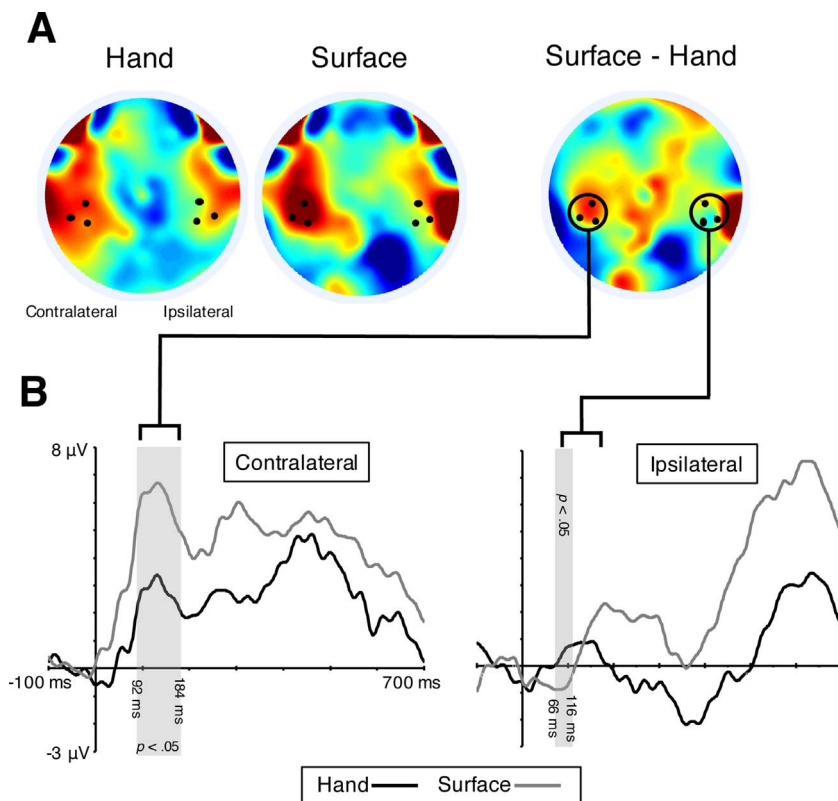 A
Hand
Surface
Surface - Hand
Contralateral
Ipsilateral
B
8 µV
Contralateral
Ipsilateral
p < .05
-100 ms
92 ms
184 ms
700 ms
66 ms
116 ms
p < .05
-3 µV
Hand
Surface